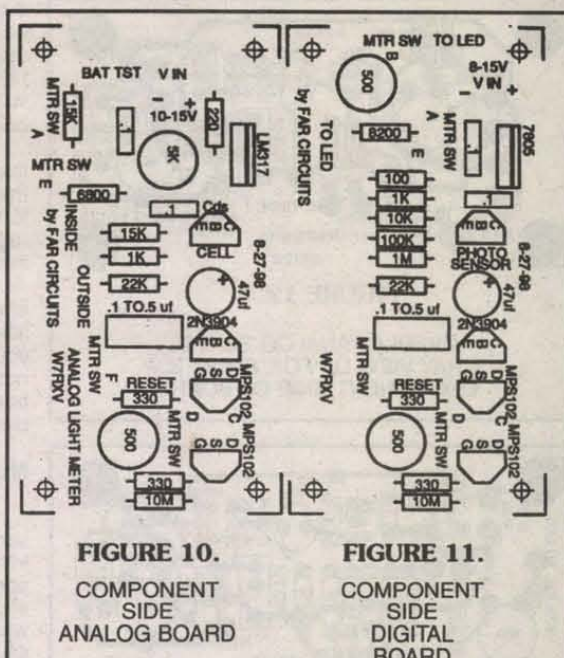 BAT TST
V IN
10-15V
- +
MTR SW
15K
A
.1
5K
220
LM317
MTR SW
E
6800
.1
Cds
C B E
CELL
INSIDE
by FAR CIRCUITS
15K
1K
22K
OUTSIDE
+
47uf
8-27-98
.1 TO.5 uf
2N3904
C B E
MTR SW
F
RESET
330
MPS102
D S G
D C
ANALOG LIGHT METER
W7RXV
500
MTR SW
D S G
MPS102
330
10M
FIGURE 10.
COMPONENT
SIDE
ANALOG BOARD
MTR SW
TO LED
B
500
8-15V
V IN
- +
by FAR CIRCUITS
TO LED
A
8200
E
MTR SW
.1
7805
100
1K
10K
100K
1M
22K
.1
C B E
PHOTO
SENSOR
+
47uf
8-27-98
.1 TO.5 uf
2N3904
C B E
MTR SW
W7RXV
RESET
330
MPS102
D S G
D C
500
MTR SW
D S G
MPS102
330
10M
FIGURE 11.
COMPONENT
SIDE
DIGITAL
BOARD